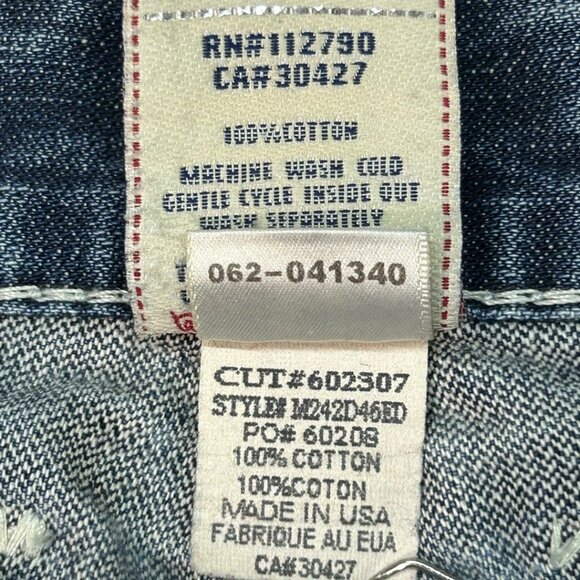 RN#112790
CA#30427
100%COTTON
MACHINE WASH COLD
GENTLE CYCLE INSIDE OUT
WASH SEPARATELY
062-041340
CUT#602307
STYLE# M242D46ED
PO# 60208
100% COTTON
100%COTON
MADE IN USA
FABRIQUE AU EUA
CA#30427